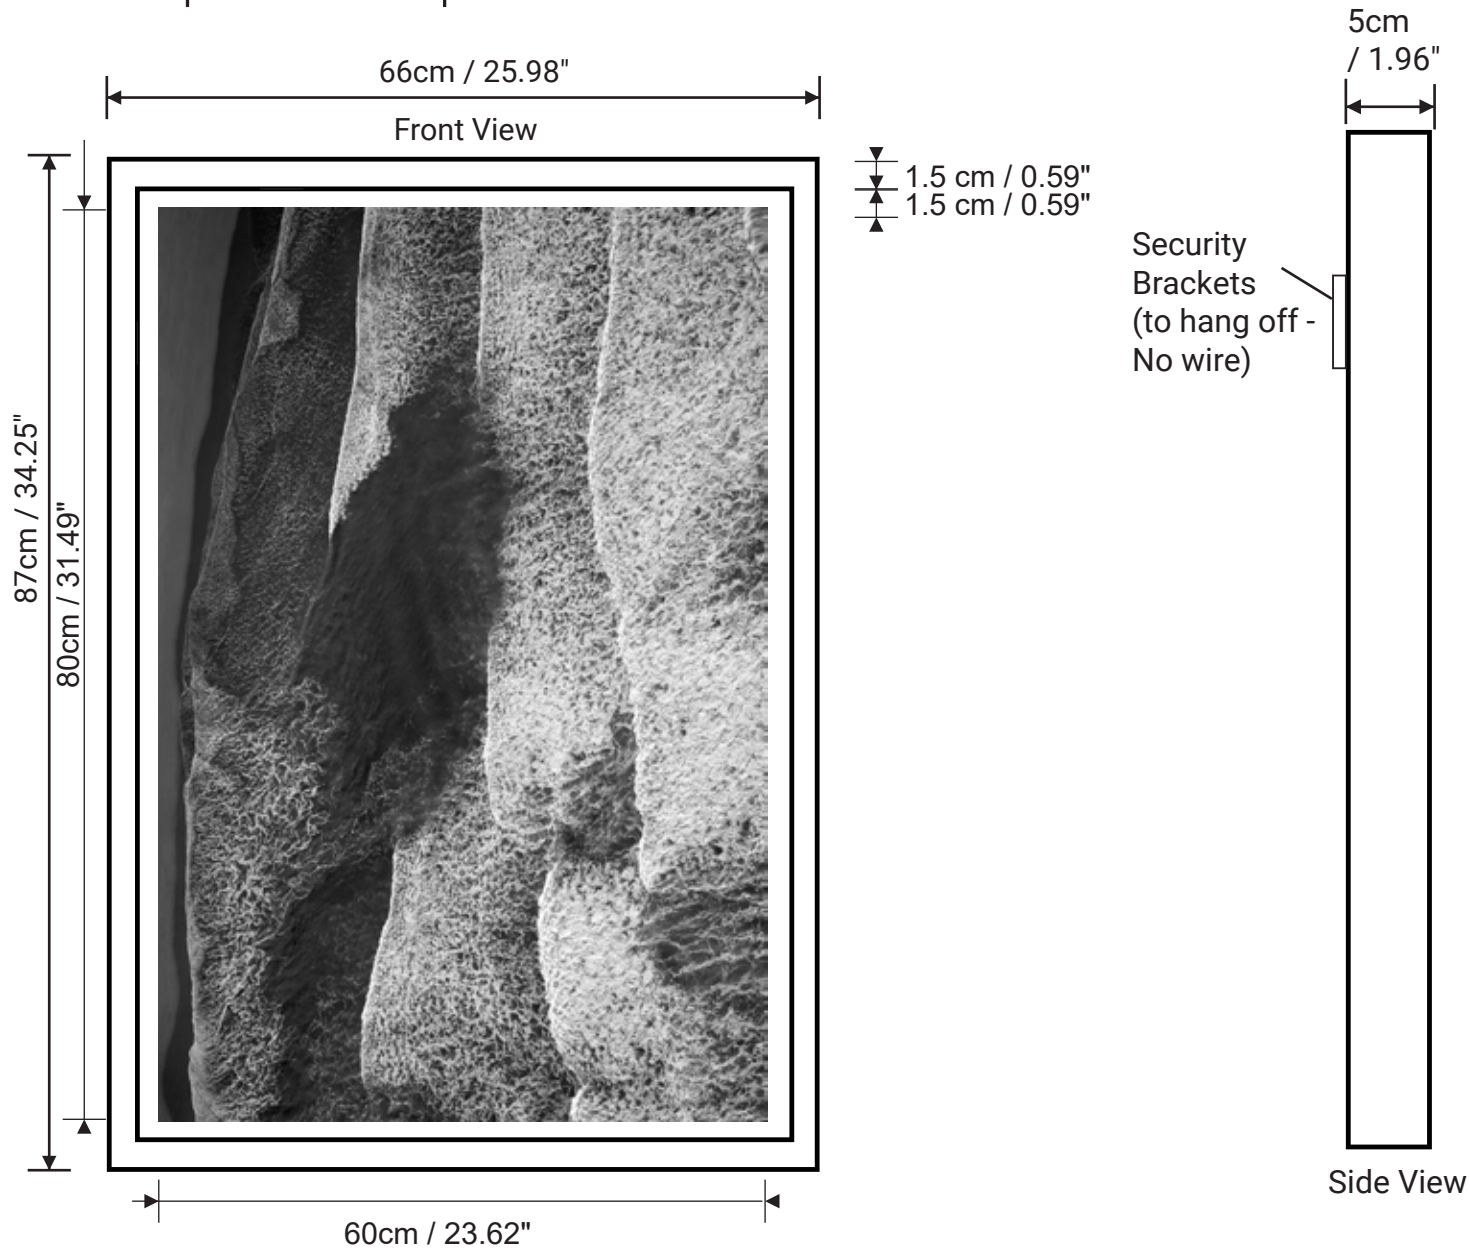 5cm
/ 1.96"
66cm / 25.98"
Front View
1.5 cm / 0.59"
1.5 cm / 0.59"
Security
Brackets
(to hang off -
No wire)
87cm / 34.25"
80cm / 31.49"
Side View
60cm / 23.62"